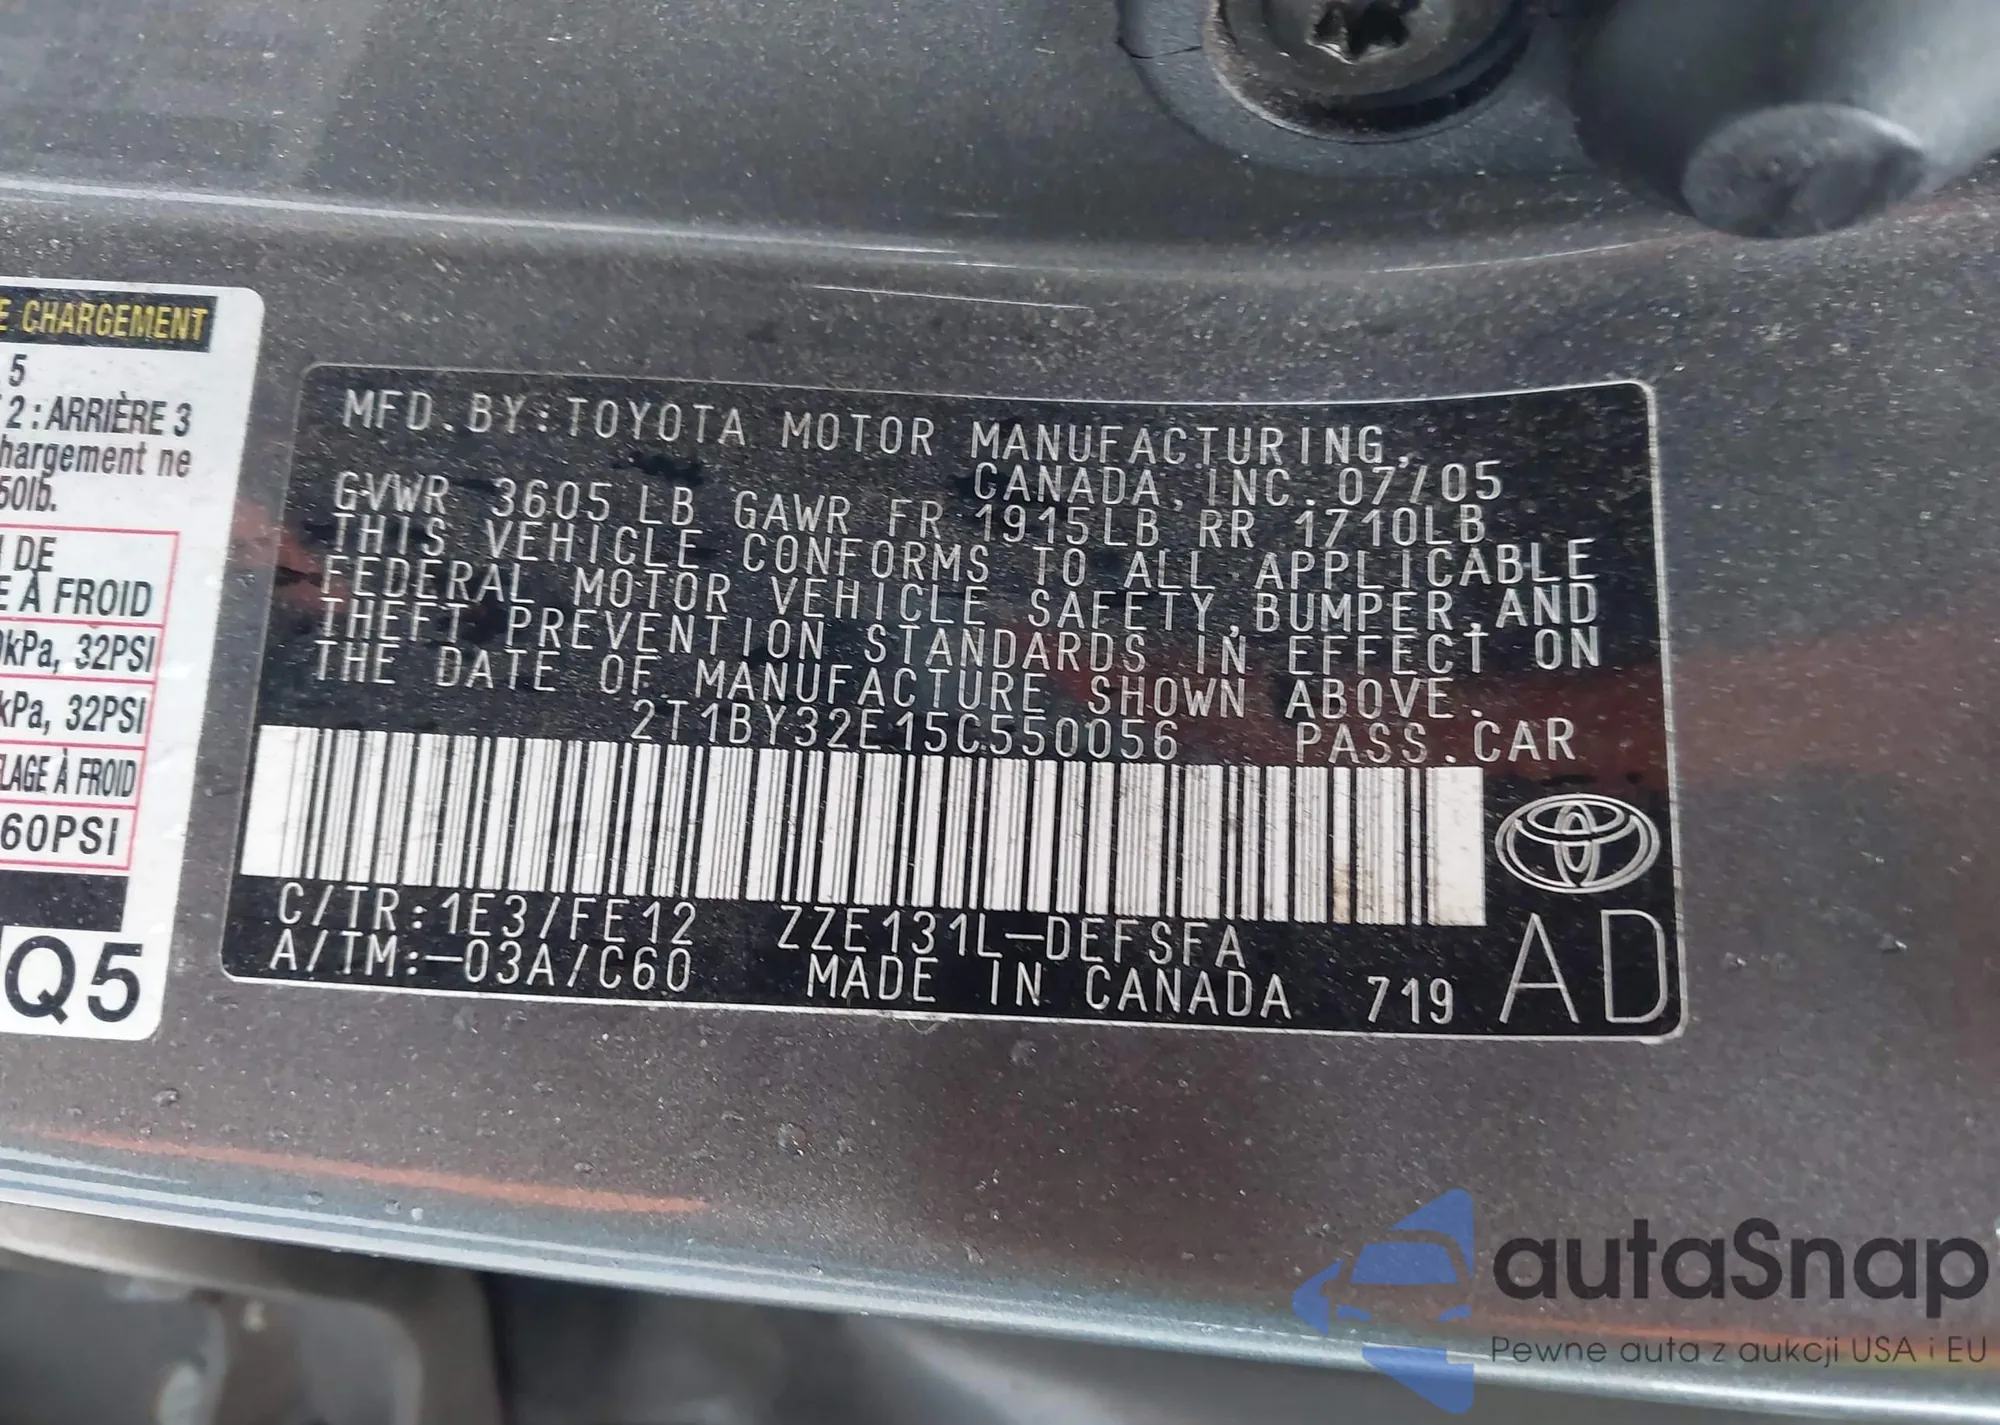 E CHARGEMENT
5
2 : ARRIÈRE 3
hargement ne
50lb.
DE
E À FROID
kPa, 32PSI
kPa, 32PSI
LAGE À FROID
60PSI
Q5
MFD.BY:TOYOTA MOTOR MANUFACTURING,
CANADA,INC. 07/05
GVWR 3605LB GAWR FR 1915LB RR 1710LB
THIS VEHICLE CONFORMS TO ALL APPLICABLE
FEDERAL MOTOR VEHICLE SAFETY,BUMPER,AND
THEFT PREVENTION STANDARDS IN EFFECT ON
THE DATE OF MANUFACTURE SHOWN ABOVE.
2T1BY32E15C550056 PASS.CAR
C/TR:1E3/FE12 ZZE131L-DEFSFA
A/TM:-03A/C60 MADE IN CANADA 719
AD
autaSnap
Pewne auta z aukcji USA i EU